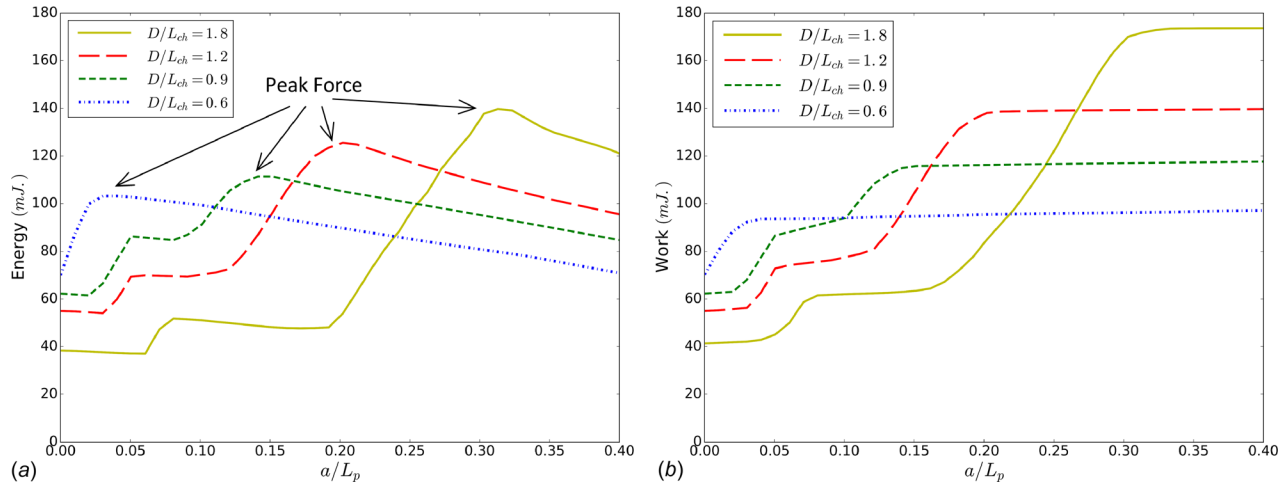 180
160
140
120
100
80
60
40
20
0
Energy (mJ.)
D/L_ch = 1.8
D/L_ch = 1.2
D/L_ch = 0.9
D/L_ch = 0.6
Peak Force
0.00 0.05 0.10 0.15 0.20 0.25 0.30 0.35 0.40
a/L_p
(a)
180
160
140
120
100
80
60
40
20
0
Work (mJ.)
D/L_ch = 1.8
D/L_ch = 1.2
D/L_ch = 0.9
D/L_ch = 0.6
0.00 0.05 0.10 0.15 0.20 0.25 0.30 0.35 0.40
a/L_p
(b)